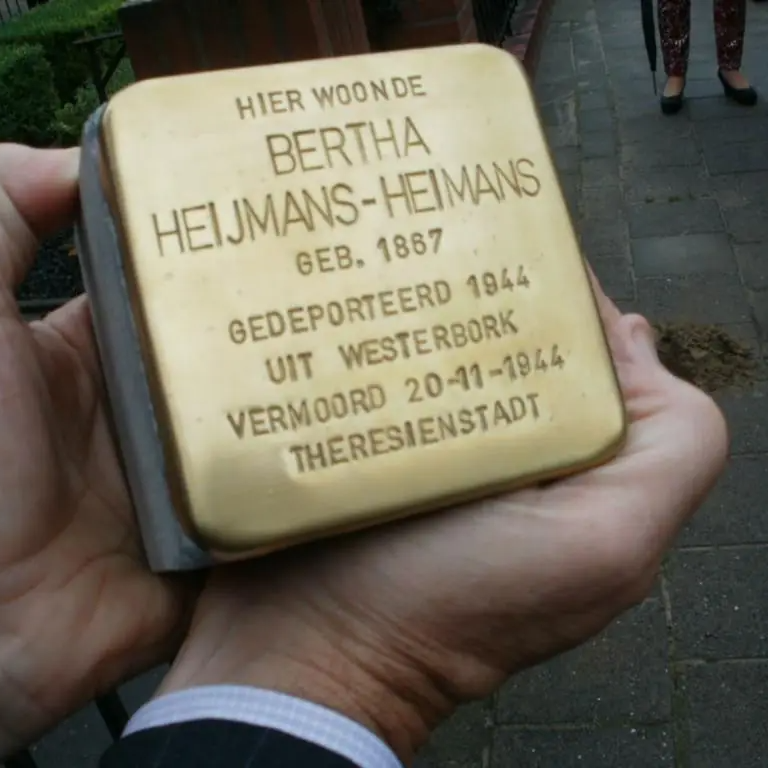 HIER WOONDE
BERTHA
HEIJMANS-HEIMANS
GEB. 1867
GEDEPORTEERD 1944
UIT WESTERBORK
VERMOORD 20-11-1944
THERESIENSTADT